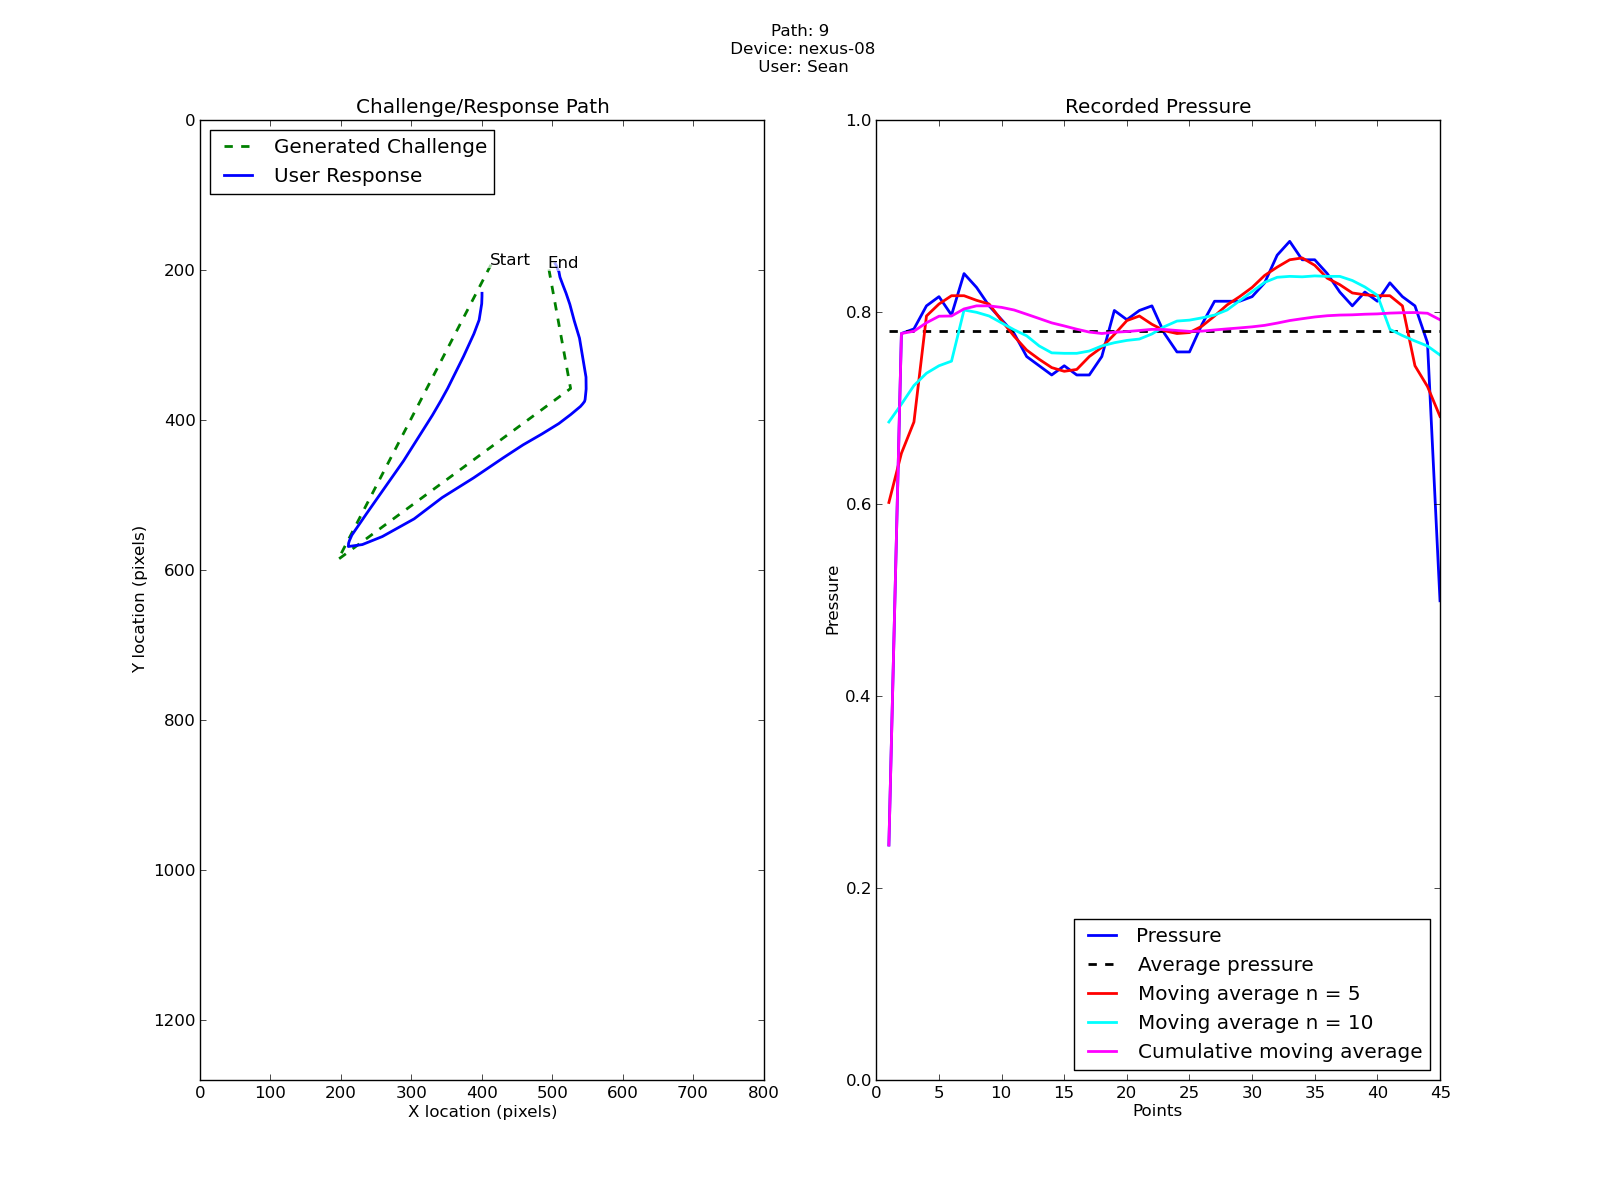 Path: 9
Device: nexus-08
User: Sean
Challenge/Response Path
Generated Challenge
User Response
Start
End
0
200
400
600
800
1000
1200
Y location (pixels)
0 100 200 300 400 500 600 700 800
X location (pixels)
Recorded Pressure
1.0
0.8
0.6
0.4
0.2
0.0
Pressure
Pressure
Average pressure
Moving average n = 5
Moving average n = 10
Cumulative moving average
0 5 10 15 20 25 30 35 40 45
Points